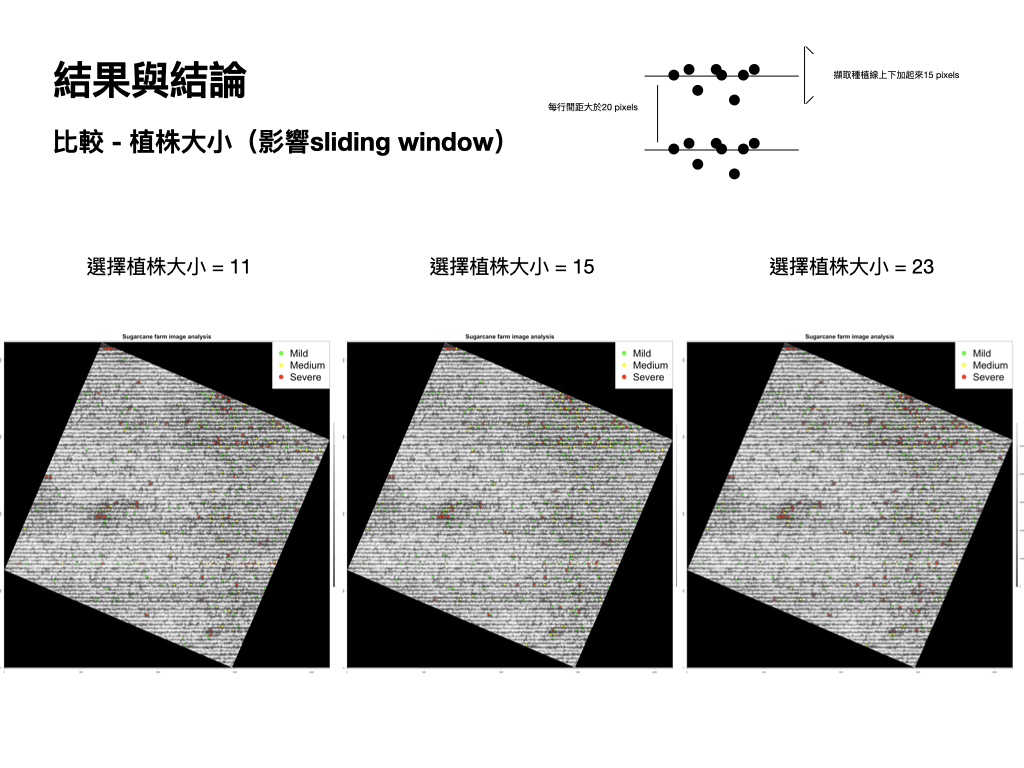 結果與結論
比較 - 植株大小（影響sliding window）
擷取種植線上下加起來15 pixels
每行間距大於20 pixels
選擇植株大小 = 11
選擇植株大小 = 15
選擇植株大小 = 23
Sugarcane farm image analysis
Mild
Medium
Severe
Sugarcane farm image analysis
Mild
Medium
Severe
Sugarcane farm image analysis
Mild
Medium
Severe